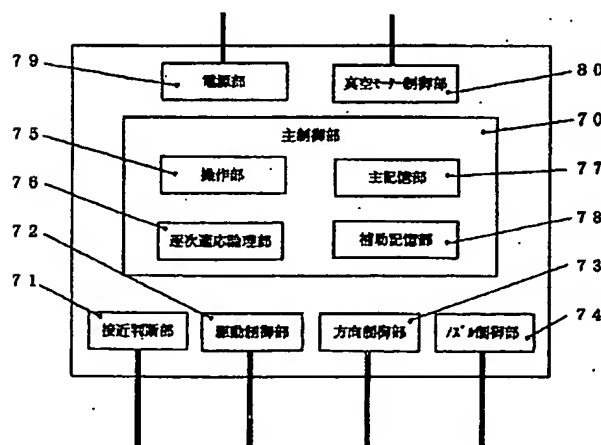 79
電源部
真空モーター制御部
80
主制御部
70
75
操作部
主記憶部
77
76
逐次適応論理部
補助記憶部
78
72
73
71
接近判断部
駆動制御部
方向制御部
ノズル制御部
74